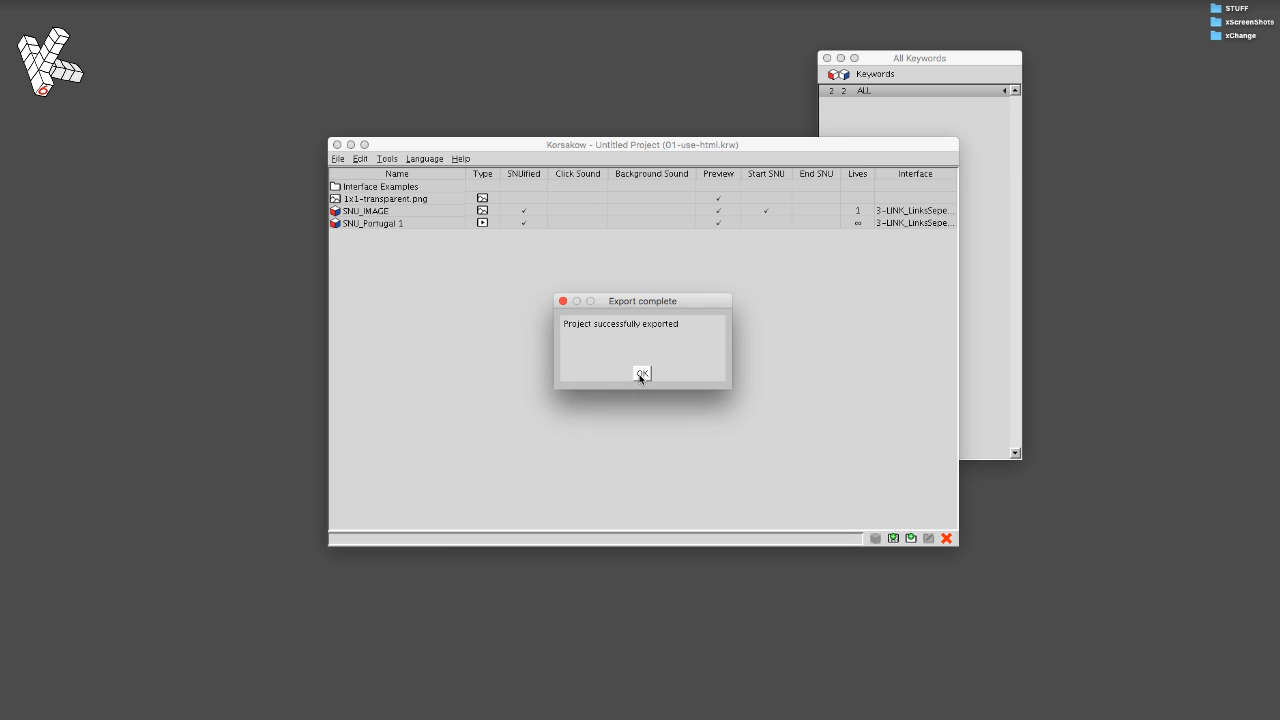 STUFF
xScreenShots
xChange
All Keywords
Keywords
2 2 ALL
Korsakow - Untitled Project (01-use-html.krw)
File Edit Tools Language Help
Name Type SNUified Click Sound Background Sound Preview Start SNU End SNU Lives Interface
Interface Examples
1x1-transparent.png ✓
SNU_IMAGE ✓ ✓ ✓ 1 3-LINK_LinksSepe...
SNU_Portugal 1 ✓ ✓ ∞ 3-LINK_LinksSepe...
Export complete
Project successfully exported
OK